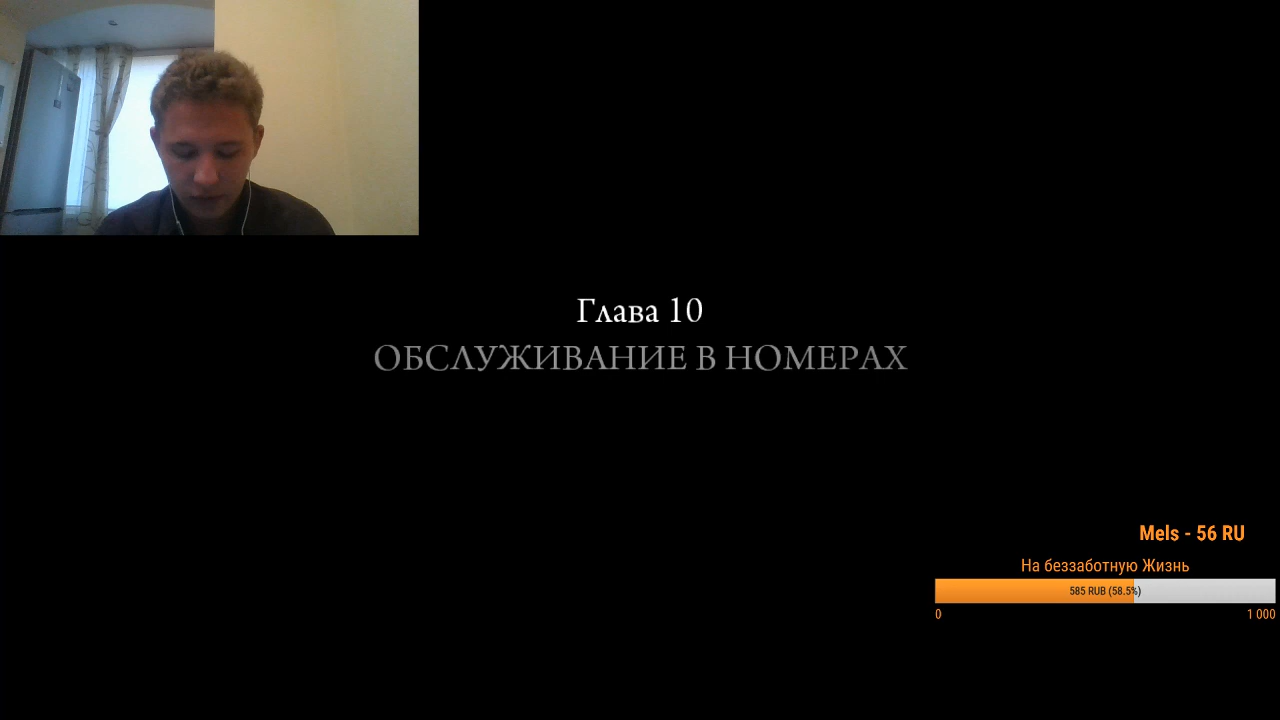 Глава 10
ОБСЛУЖИВАНИЕ В НОМЕРАХ
Mels - 56 RU
На беззаботную Жизнь
585 RUB (58.5%)
0
1 000